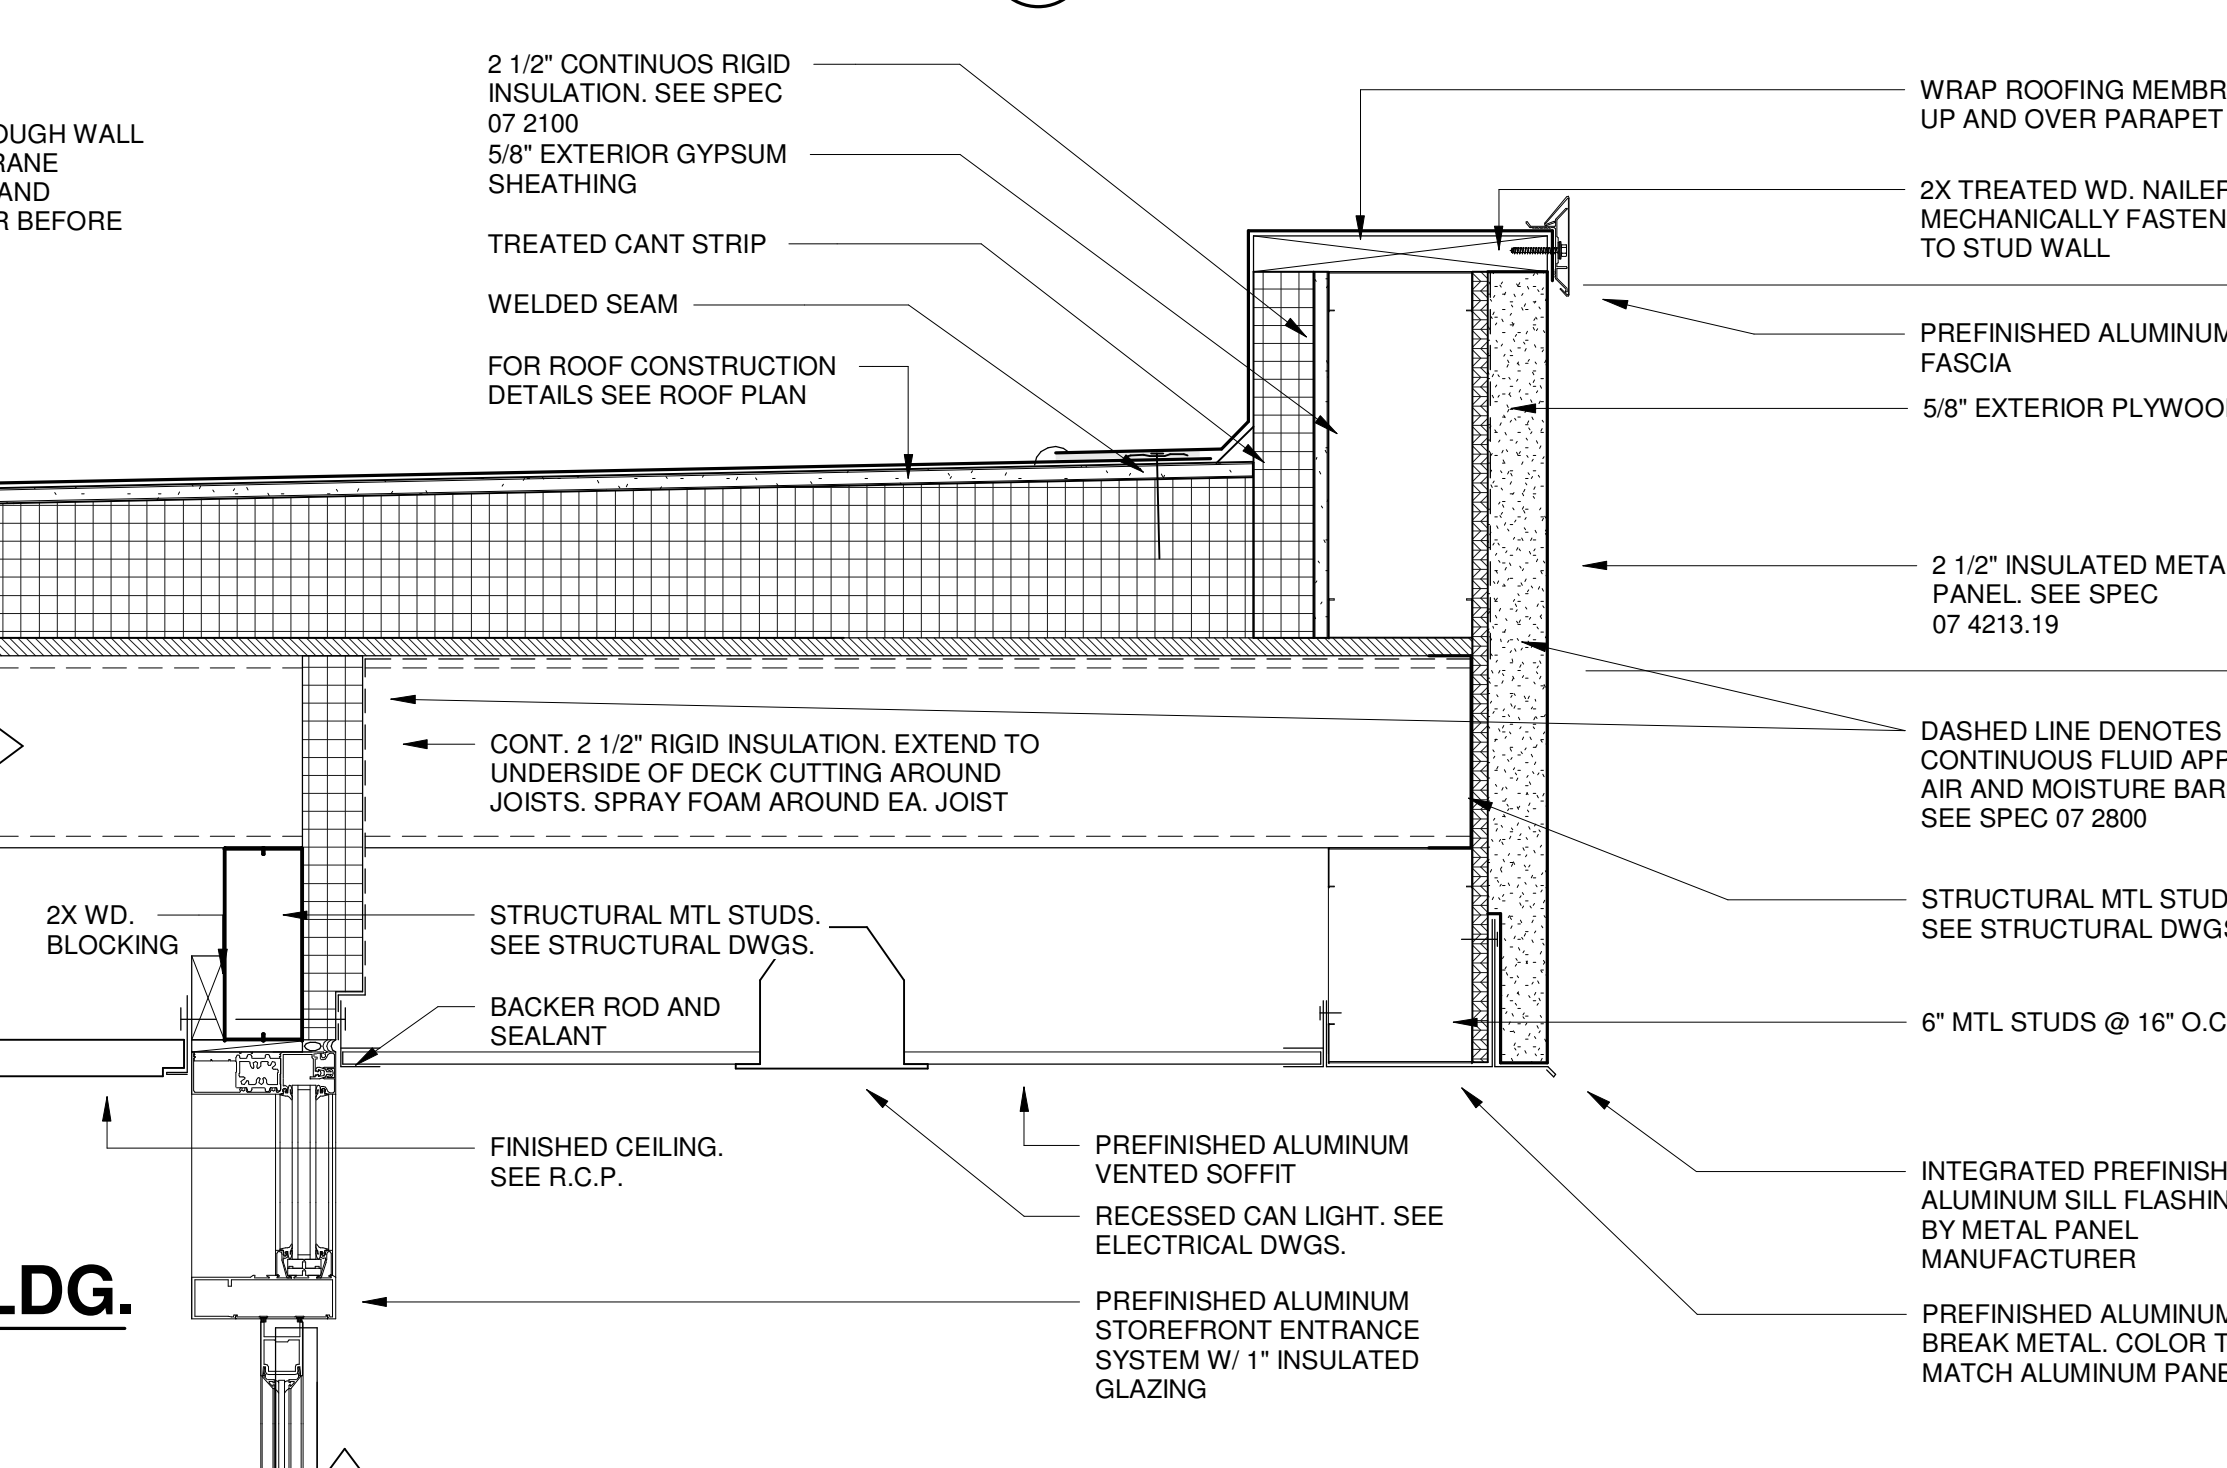 OUGH WALL
RANE
AND
R BEFORE
2 1/2" CONTINUOS RIGID
INSULATION. SEE SPEC
07 2100
5/8" EXTERIOR GYPSUM
SHEATHING
TREATED CANT STRIP
WELDED SEAM
FOR ROOF CONSTRUCTION
DETAILS SEE ROOF PLAN
WRAP ROOFING MEMBR
UP AND OVER PARAPET
2X TREATED WD. NAILER
MECHANICALLY FASTEN
TO STUD WALL
PREFINISHED ALUMINUM
FASCIA
5/8" EXTERIOR PLYWOO
2 1/2" INSULATED META
PANEL. SEE SPEC
07 4213.19
DASHED LINE DENOTES
CONTINUOUS FLUID APP
AIR AND MOISTURE BAR
SEE SPEC 07 2800
CONT. 2 1/2" RIGID INSULATION. EXTEND TO
UNDERSIDE OF DECK CUTTING AROUND
JOISTS. SPRAY FOAM AROUND EA. JOIST
2X WD.
BLOCKING
STRUCTURAL MTL STUDS.
SEE STRUCTURAL DWGS.
STRUCTURAL MTL STUD
SEE STRUCTURAL DWGS
BACKER ROD AND
SEALANT
6" MTL STUDS @ 16" O.C
FINISHED CEILING.
SEE R.C.P.
PREFINISHED ALUMINUM
VENTED SOFFIT
RECESSED CAN LIGHT. SEE
ELECTRICAL DWGS.
PREFINISHED ALUMINUM
STOREFRONT ENTRANCE
SYSTEM W/ 1" INSULATED
GLAZING
INTEGRATED PREFINISH
ALUMINUM SILL FLASHIN
BY METAL PANEL
MANUFACTURER
PREFINISHED ALUMINUM
BREAK METAL. COLOR T
MATCH ALUMINUM PANE
LDG.